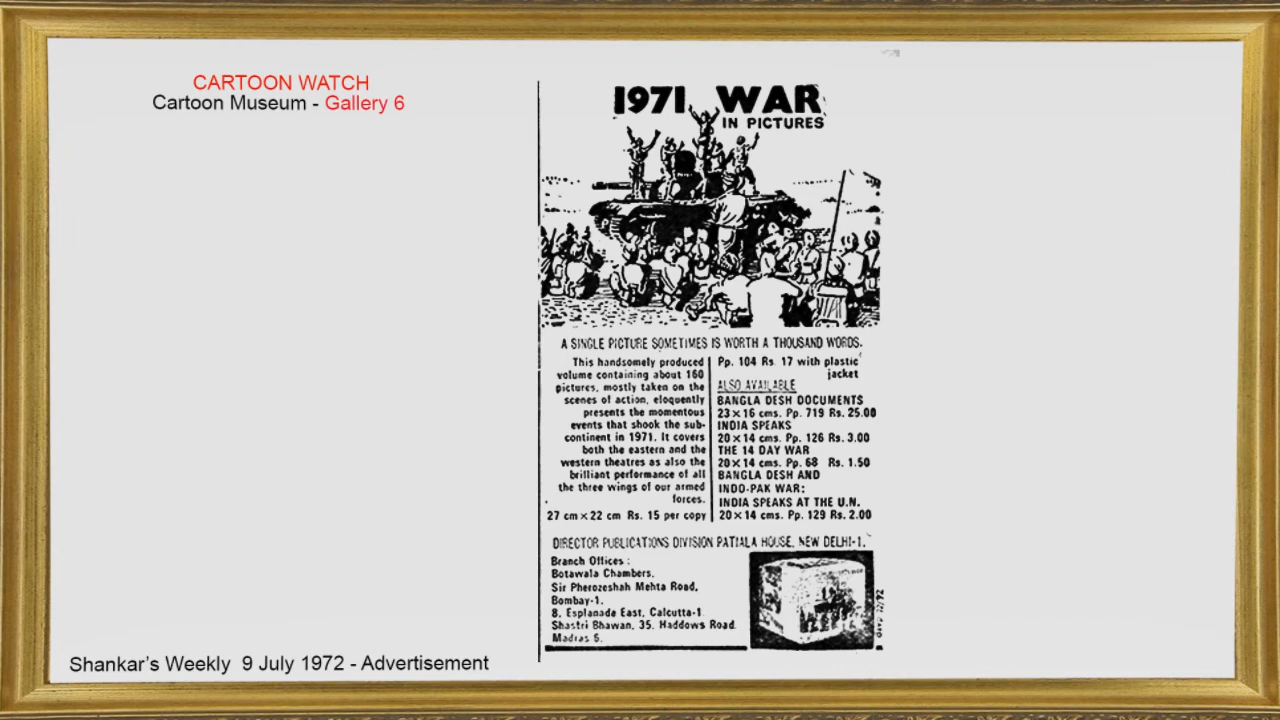 CARTOON WATCH
Cartoon Museum - Gallery 6
1971 WAR
IN PICTURES
A SINGLE PICTURE SOMETIMES IS WORTH A THOUSAND WORDS.
This handsomely produced
volume containing about 160
pictures, mostly taken on the
scenes of action, eloquently
presents the momentous
events that shook the sub-
continent in 1971. It covers
both the eastern and the
western theatres as also the
brilliant performance of all
the three wings of our armed
forces.
27 cm × 22 cm Rs. 15 per copy
Pp. 104 Rs. 17 with plastic
jacket
ALSO AVAILABLE
BANGLA DESH DOCUMENTS
23 × 16 cms. Pp. 719 Rs. 25.00
INDIA SPEAKS
20 × 14 cms. Pp. 126 Rs. 3.00
THE 14 DAY WAR
20 × 14 cms. Pp. 68 Rs. 1.50
BANGLA DESH AND
INDO-PAK WAR:
INDIA SPEAKS AT THE U.N.
20 × 14 cms. Pp. 129 Rs. 2.00
DIRECTOR PUBLICATIONS DIVISION PATIALA HOUSE, NEW DELHI-1.
Branch Offices :
Botawala Chambers,
Sir Pherozeshah Mehta Road,
Bombay-1.
8, Esplanade East, Calcutta-1
Shastri Bhawan, 35, Haddows Road
Madras 6.
Shankar's Weekly 9 July 1972 - Advertisement